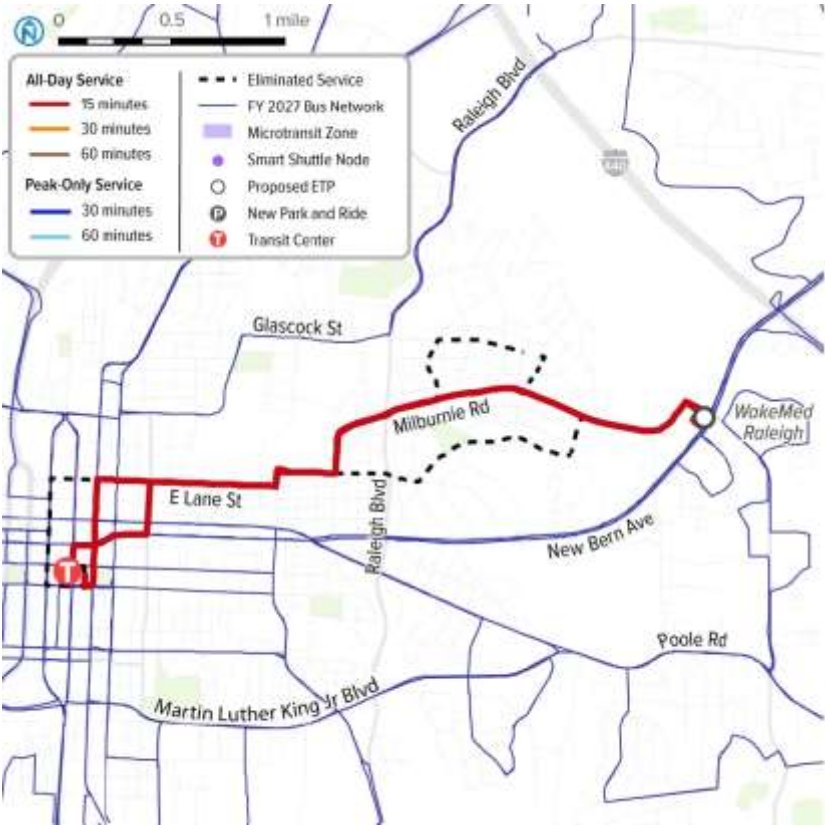 0 0.5 1 mile
N
All-Day Service
15 minutes
30 minutes
60 minutes
Peak-Only Service
30 minutes
60 minutes
Eliminated Service
FY 2027 Bus Network
Microtransit Zone
Smart Shuttle Node
Proposed ETP
P New Park and Ride
T Transit Center
Raleigh Blvd
440
Glascock St
Milburnie Rd
WakeMed
Raleigh
E Lane St
Raleigh Blvd
New Bern Ave
T
Poole Rd
Martin Luther King Jr Blvd